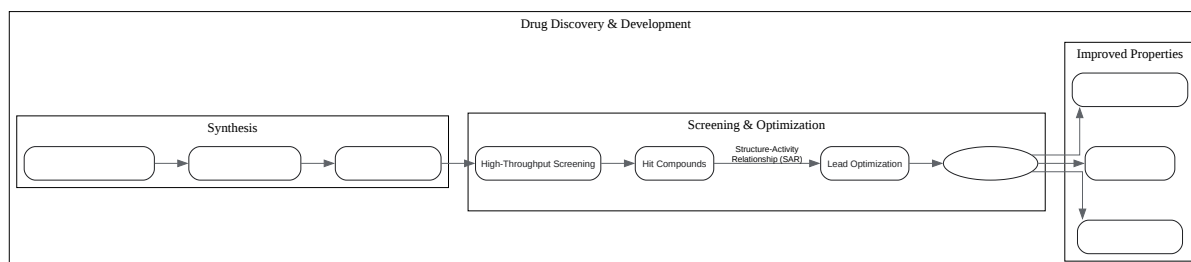 Drug Discovery & Development
Improved Properties
Synthesis
Screening & Optimization
High-Throughput Screening
Hit Compounds
Structure-Activity
Relationship (SAR)
Lead Optimization